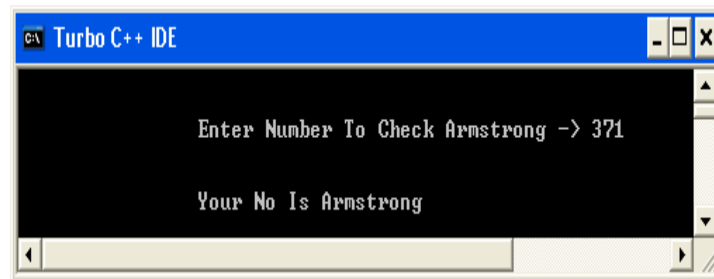 Turbo C++ IDE
Enter Number To Check Armstrong -> 371
Your No Is Armstrong